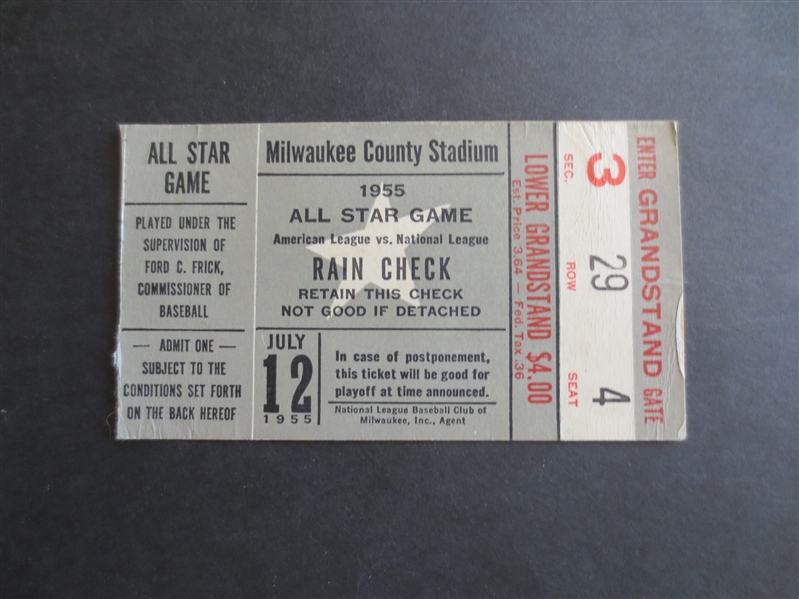 ALL STAR
GAME
PLAYED UNDER THE
SUPERVISION OF
FORD C. FRICK,
COMMISSIONER OF
BASEBALL
— ADMIT ONE —
SUBJECT TO THE
CONDITIONS SET FORTH
ON THE BACK HEREOF
Milwaukee County Stadium
1955
ALL STAR GAME
American League vs. National League
RAIN CHECK
RETAIN THIS CHECK
NOT GOOD IF DETACHED
JULY
12
1955
In case of postponement,
this ticket will be good for
playoff at time announced.
National League Baseball Club of
Milwaukee, Inc., Agent
LOWER GRANDSTAND $4.00
Est. Price 3.64 — Fed. Tax .36
SEC. ROW SEAT
3 29 4
ENTER GRANDSTAND GATE